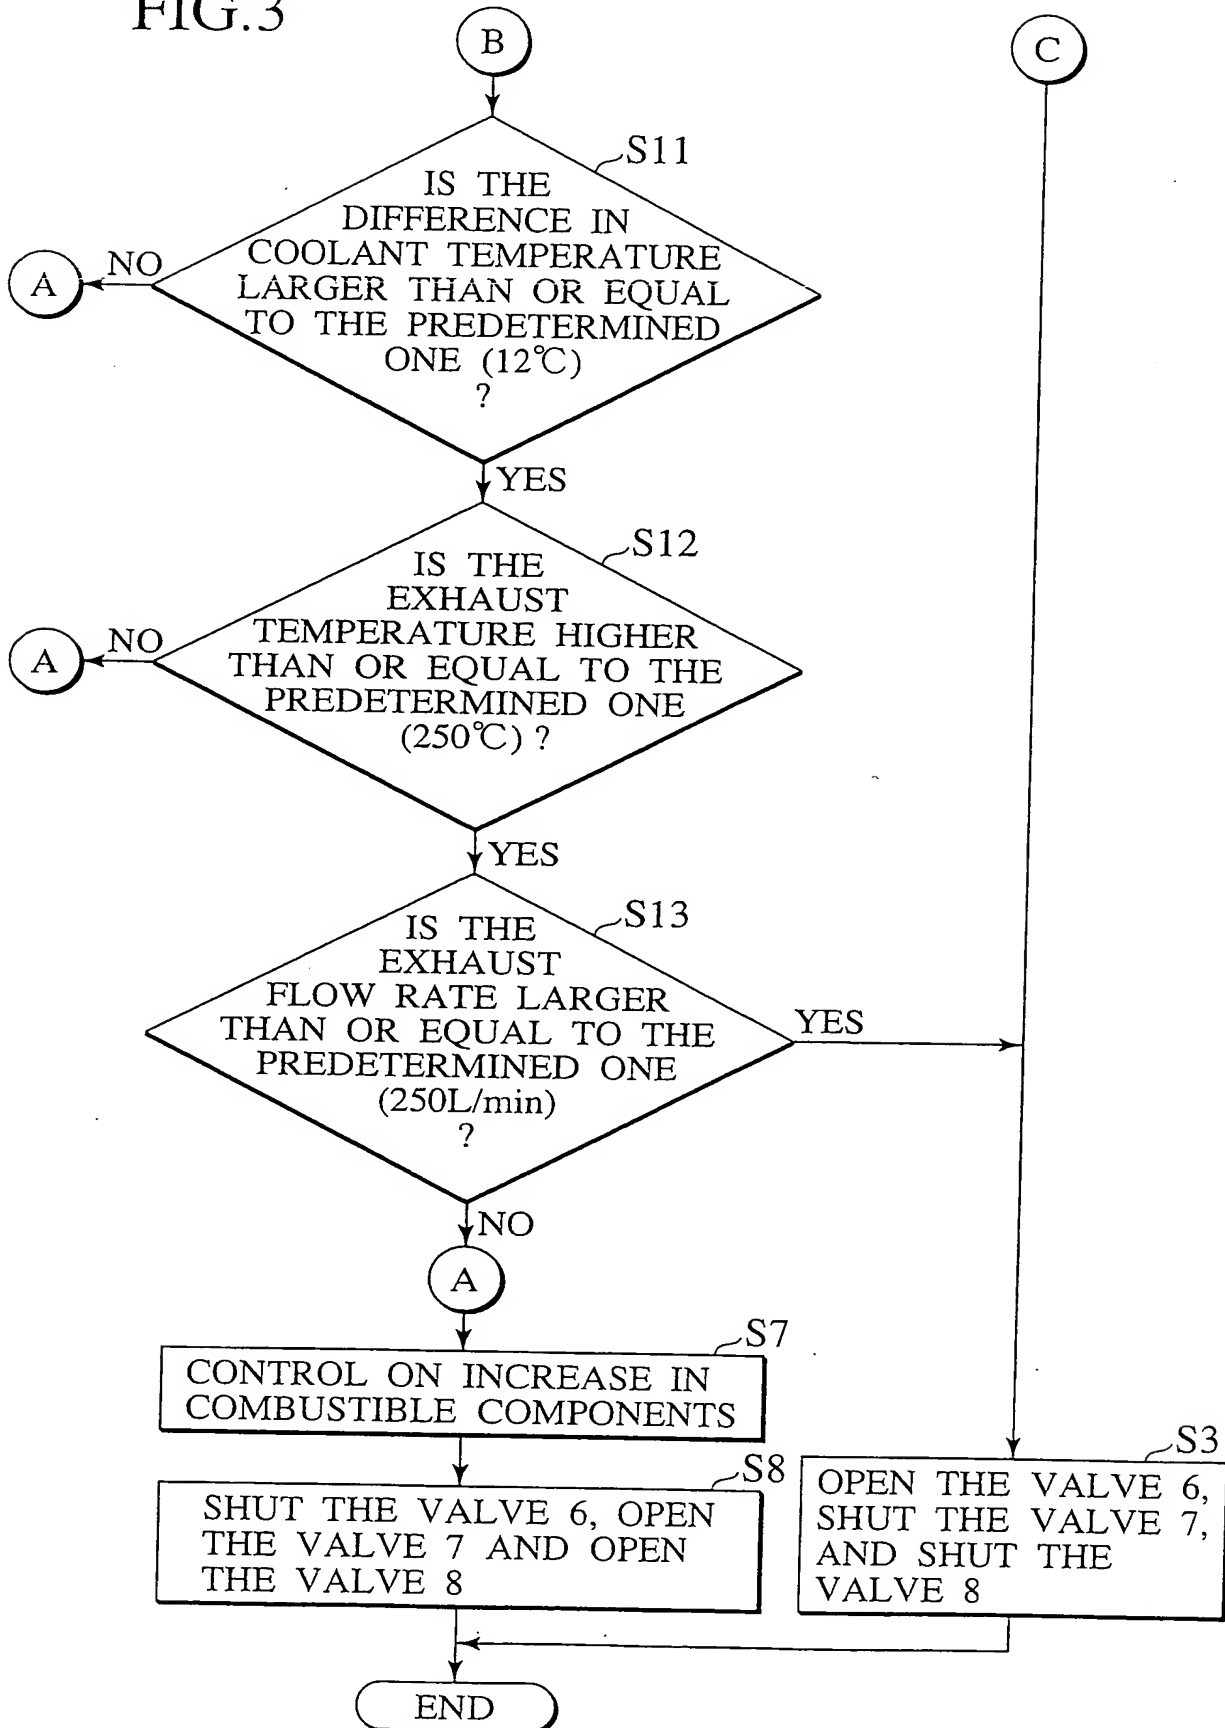 FIG.3
B
C
S11
IS THE
DIFFERENCE IN
COOLANT TEMPERATURE
LARGER THAN OR EQUAL
TO THE PREDETERMINED
ONE (12℃)
?
NO
A
YES
S12
IS THE
EXHAUST
TEMPERATURE HIGHER
THAN OR EQUAL TO THE
PREDETERMINED ONE
(250℃) ?
NO
A
YES
S13
IS THE
EXHAUST
FLOW RATE LARGER
THAN OR EQUAL TO THE
PREDETERMINED ONE
(250L/min)
?
YES
NO
A
S7
CONTROL ON INCREASE IN
COMBUSTIBLE COMPONENTS
S8
SHUT THE VALVE 6, OPEN
THE VALVE 7 AND OPEN
THE VALVE 8
S3
OPEN THE VALVE 6,
SHUT THE VALVE 7,
AND SHUT THE
VALVE 8
END